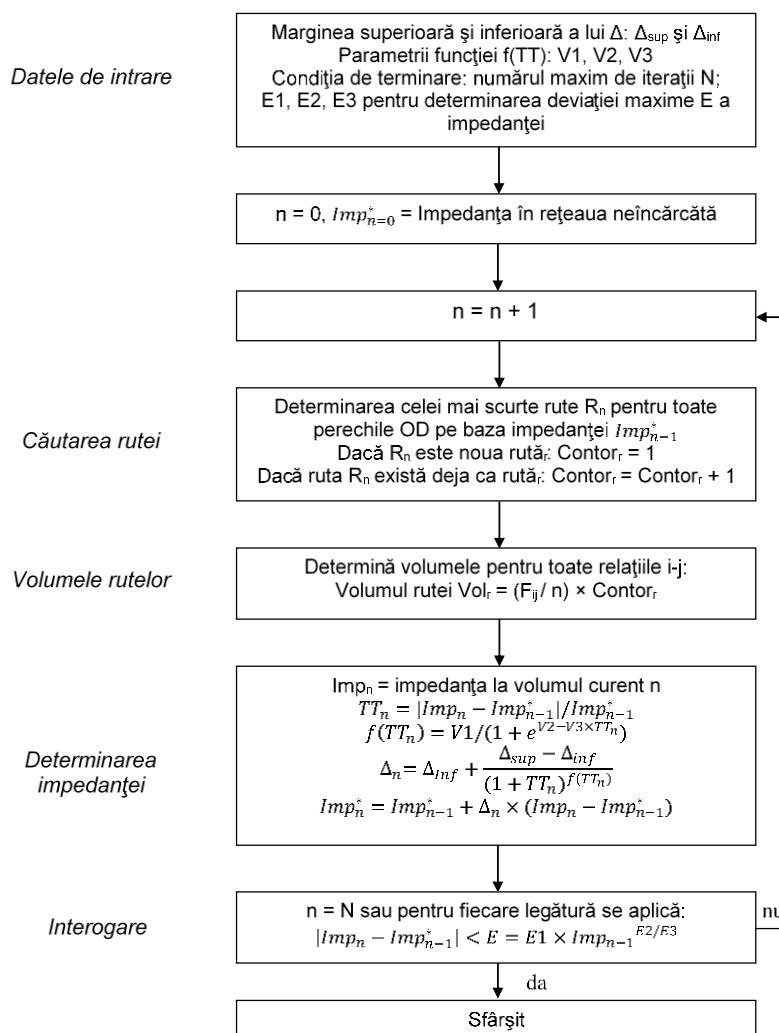 Datele de intrare
Marginea superioară şi inferioară a lui Δ: Δsup şi Δinf
Parametrii funcţiei f(TT): V1, V2, V3
Condiţia de terminare: numărul maxim de iteraţii N;
E1, E2, E3 pentru determinarea deviaţiei maxime E a
impedanţei
n = 0, Imp*n=0 = Impedanţa în reţeaua neîncărcată
n = n + 1
Căutarea rutei
Determinarea celei mai scurte rute Rn pentru toate
perechile OD pe baza impedanţei Imp*n−1
Dacă Rn este noua rutăr: Contorr = 1
Dacă ruta Rn există deja ca rutăr: Contorr = Contorr + 1
Volumele rutelor
Determină volumele pentru toate relaţiile i-j:
Volumul rutei Volr = (Fij / n) × Contorr
Determinarea
impedanţei
Impn = impedanţa la volumul curent n
TTn = |Impn − Imp*n−1|/Imp*n−1
f(TTn) = V1/(1 + e^(V2−V3×TTn))
Δn= ΔInf + (Δsup − Δinf)/(1 + TTn)^f(TTn)
Imp*n = Imp*n−1 + Δn × (Impn − Imp*n−1)
Interogare
n = N sau pentru fiecare legătură se aplică:
|Impn − Imp*n−1| < E = E1 × Impn−1^E2/E3
nu
da
Sfârşit